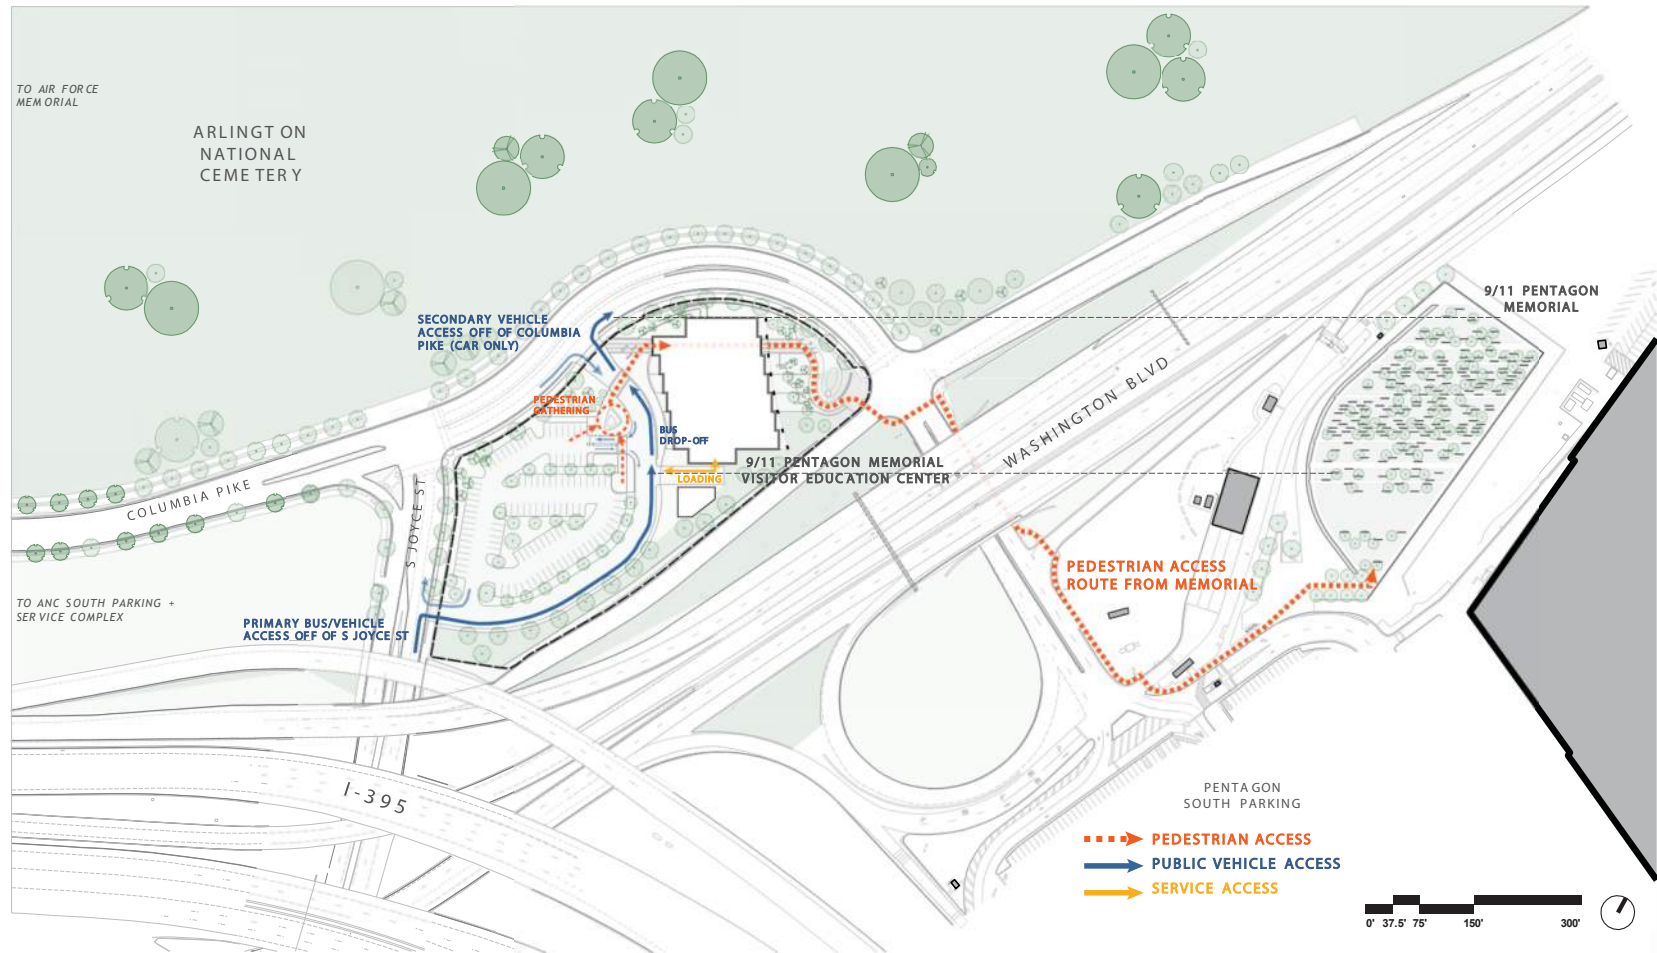 TO AIR FORCE
MEMORIAL
ARLINGTON
NATIONAL
CEMETERY
SECONDARY VEHICLE
ACCESS OFF OF COLUMBIA
PIKE (CAR ONLY)
9/11 PENTAGON
MEMORIAL
PEDESTRIAN
GATHERING
BUS
DROP-OFF
WASHINGTON BLVD
9/11 PENTAGON MEMORIAL
VISITOR EDUCATION CENTER
LOADING
COLUMBIA PIKE
S JOYCE ST
PEDESTRIAN ACCESS
ROUTE FROM MEMORIAL
TO ANC SOUTH PARKING +
SERVICE COMPLEX
PRIMARY BUS/VEHICLE
ACCESS OFF OF S JOYCE ST
I-395
PENTAGON
SOUTH PARKING
PEDESTRIAN ACCESS
PUBLIC VEHICLE ACCESS
SERVICE ACCESS
0' 37.5' 75' 150' 300'